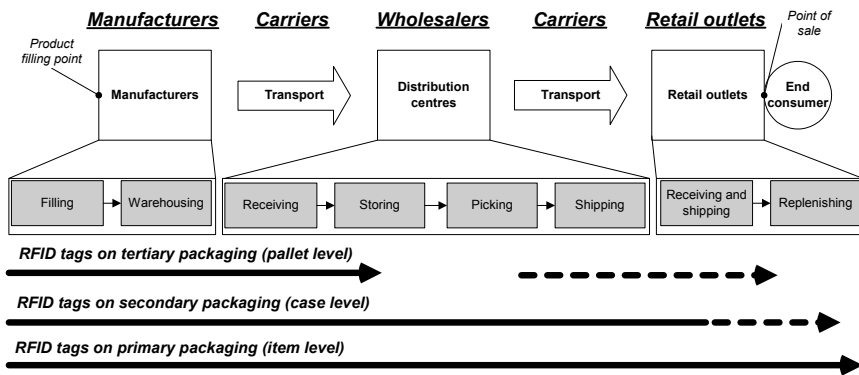 Manufacturers
Carriers
Wholesalers
Carriers
Retail outlets
Point of
sale
Product
filling point
Manufacturers
Transport
Distribution
centres
Transport
Retail outlets
End
consumer
Filling
Warehousing
Receiving
Storing
Picking
Shipping
Receiving and
shipping
Replenishing
RFID tags on tertiary packaging (pallet level)
RFID tags on secondary packaging (case level)
RFID tags on primary packaging (item level)